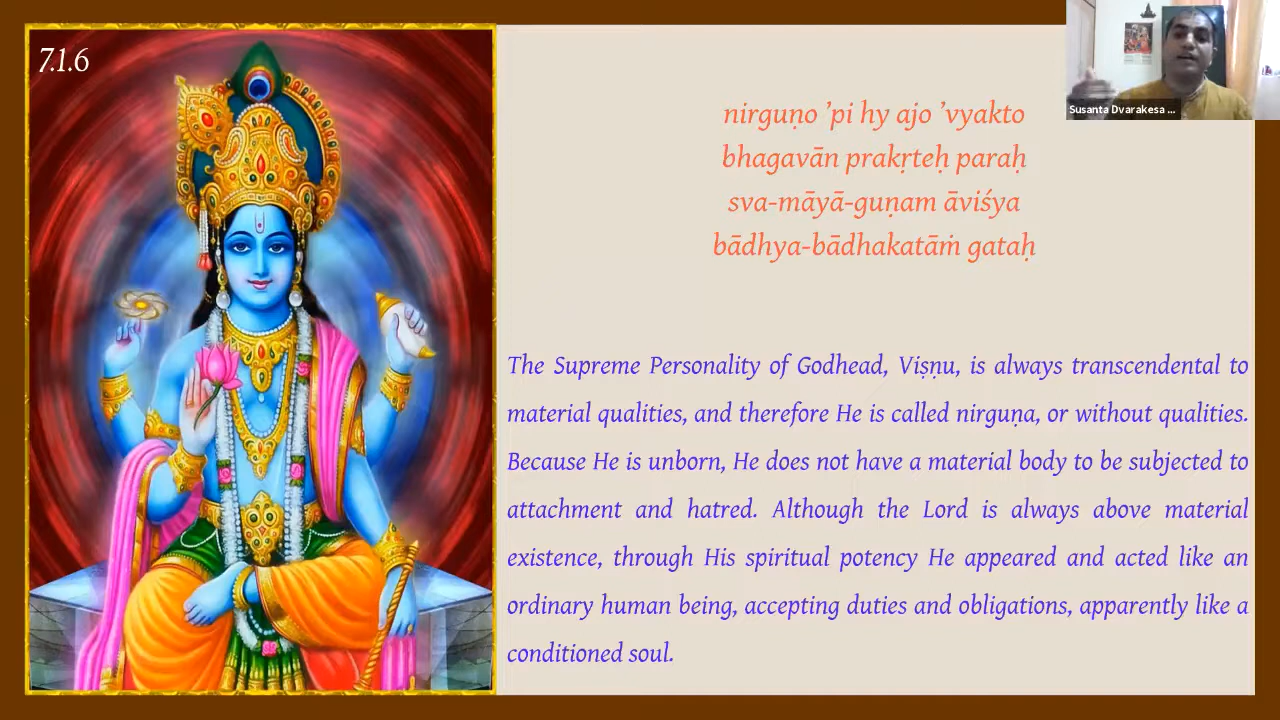 7.1.6
nirguṇo ’pi hy ajo ’vyakto
bhagavān prakṛteḥ paraḥ
sva-māyā-guṇam āviśya
bādhya-bādhakatāṁ gataḥ
Susanta Dvarakesa ...
The Supreme Personality of Godhead, Viṣṇu, is always transcendental to
material qualities, and therefore He is called nirguṇa, or without qualities.
Because He is unborn, He does not have a material body to be subjected to
attachment and hatred. Although the Lord is always above material
existence, through His spiritual potency He appeared and acted like an
ordinary human being, accepting duties and obligations, apparently like a
conditioned soul.